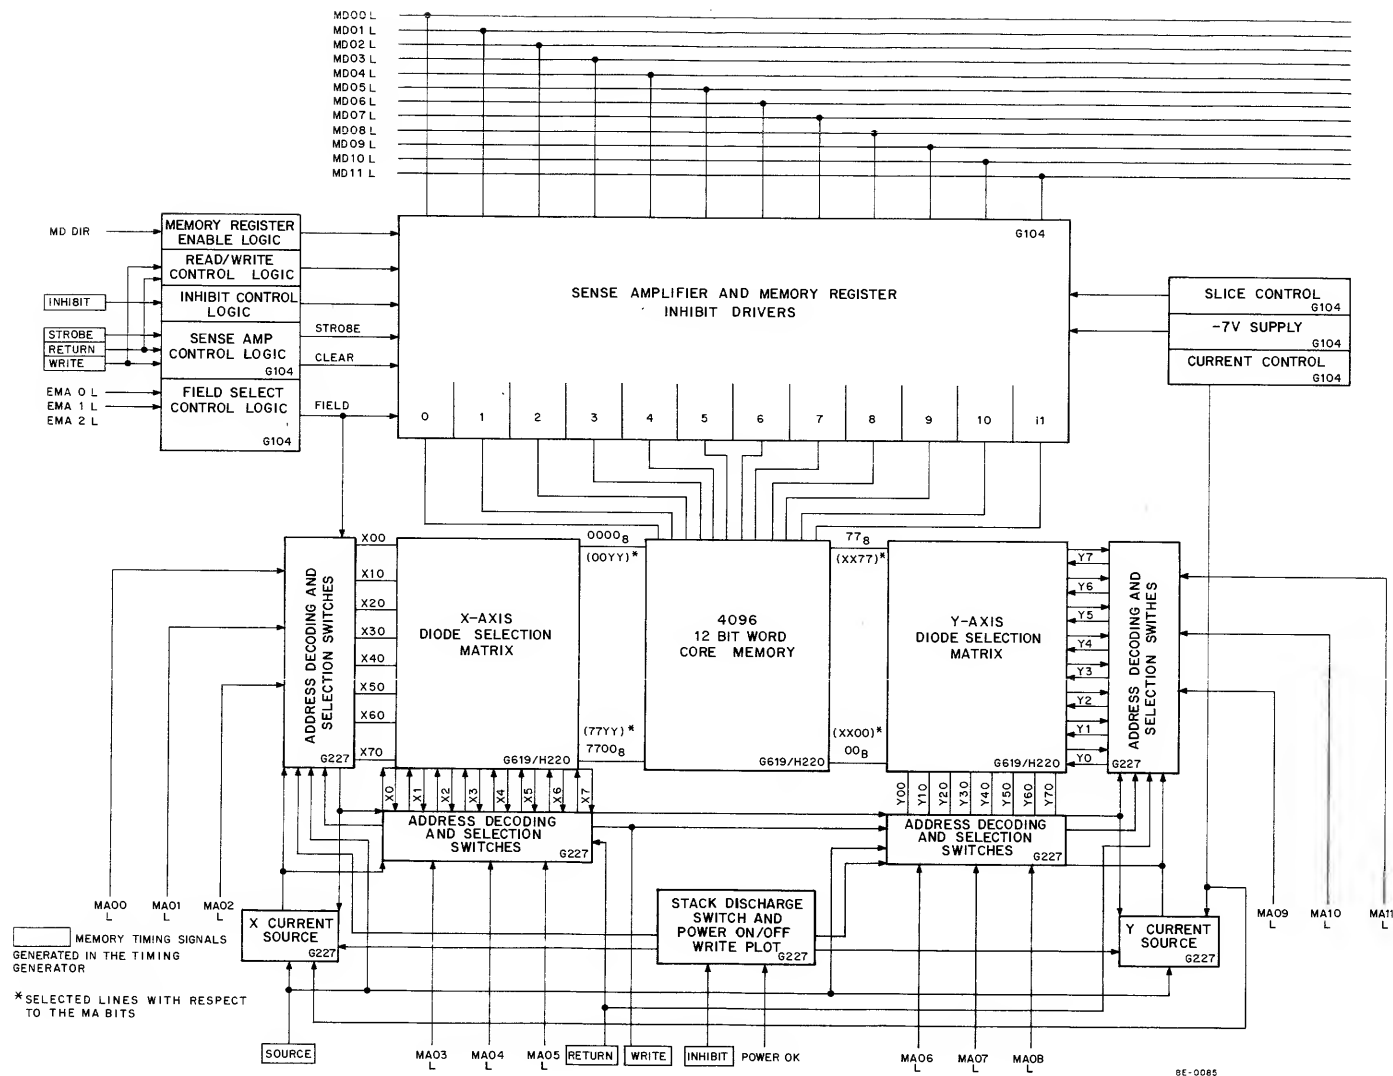 MD00 L
MD01 L
MD02 L
MD03 L
MD04 L
MD05 L
MD06 L
MD07 L
MD08 L
MD09 L
MD10 L
MD11 L
MD DIR
MEMORY REGISTER
ENABLE LOGIC
READ/WRITE
CONTROL LOGIC
INHIBIT
INHIBIT CONTROL
LOGIC
STROBE
RETURN
WRITE
SENSE AMP
CONTROL LOGIC
G104
STROBE
CLEAR
EMA 0 L
EMA 1 L
EMA 2 L
FIELD SELECT
CONTROL LOGIC
G104
FIELD
G104
SENSE AMPLIFIER AND MEMORY REGISTER
INHIBIT DRIVERS
0 1 2 3 4 5 6 7 8 9 10 11
SLICE CONTROL
G104
-7V SUPPLY
G104
CURRENT CONTROL
G104
ADDRESS DECODING AND
SELECTION SWITCHES
G227
X00
X10
X20
X30
X40
X50
X60
X70
X-AXIS
DIODE SELECTION
MATRIX
G619/H220
0000₈
(00YY)*
(77YY)*
7700₈
4096
12 BIT WORD
CORE MEMORY
G619/H220
77₈
(XX77)*
(XX00)*
00₈
Y-AXIS
DIODE SELECTION
MATRIX
G619/H220
Y7
Y6
Y5
Y4
Y3
Y2
Y1
Y0
ADDRESS DECODING AND
SELECTION SWITHES
G227
X0 X1 X2 X3 X4 X5 X6 X7
ADDRESS DECODING
AND SELECTION
SWITCHES
G227
Y00 Y10 Y20 Y30 Y40 Y50 Y60 Y70
ADDRESS DECODING
AND SELECTION
SWITCHES
G227
MA00 L
MA01 L
MA02 L
X CURRENT
SOURCE
G227
STACK DISCHARGE
SWITCH AND
POWER ON/OFF
WRITE PLOT
G227
Y CURRENT
SOURCE
G227
MA09 L
MA10 L
MA11 L
MEMORY TIMING SIGNALS
GENERATED IN THE TIMING
GENERATOR
*SELECTED LINES WITH RESPECT
TO THE MA BITS
SOURCE
MA03 L
MA04 L
MA05 L
RETURN
WRITE
INHIBIT
POWER OK
MA06 L
MA07 L
MA08 L
8E-0085